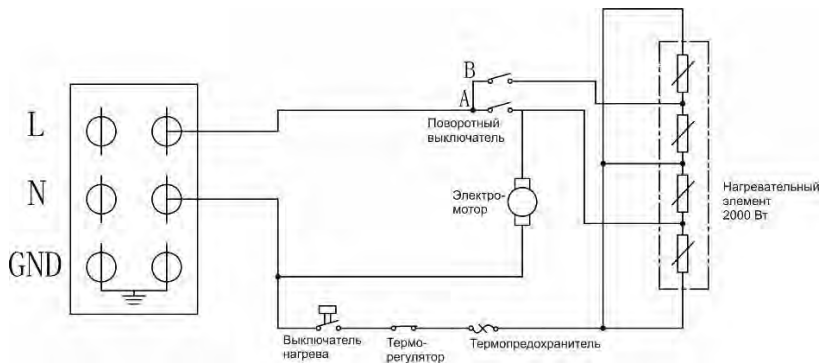 B
A
L
Поворотный
выключатель
N
Электро-
мотор
Нагревательный
элемент
2000 Вт
GND
Выключатель
нагрева
Термо-
регулятор
Термопредохранитель